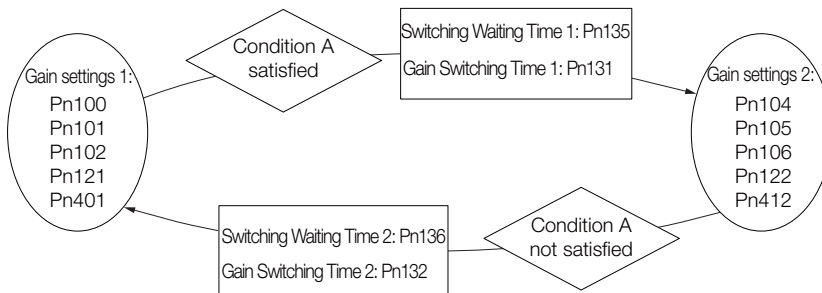 Gain settings 1:
Pn100
Pn101
Pn102
Pn121
Pn401
Condition A
satisfied
Switching Waiting Time 1: Pn135
Gain Switching Time 1: Pn131
Gain settings 2:
Pn104
Pn105
Pn106
Pn122
Pn412
Condition A
not satisfied
Switching Waiting Time 2: Pn136
Gain Switching Time 2: Pn132